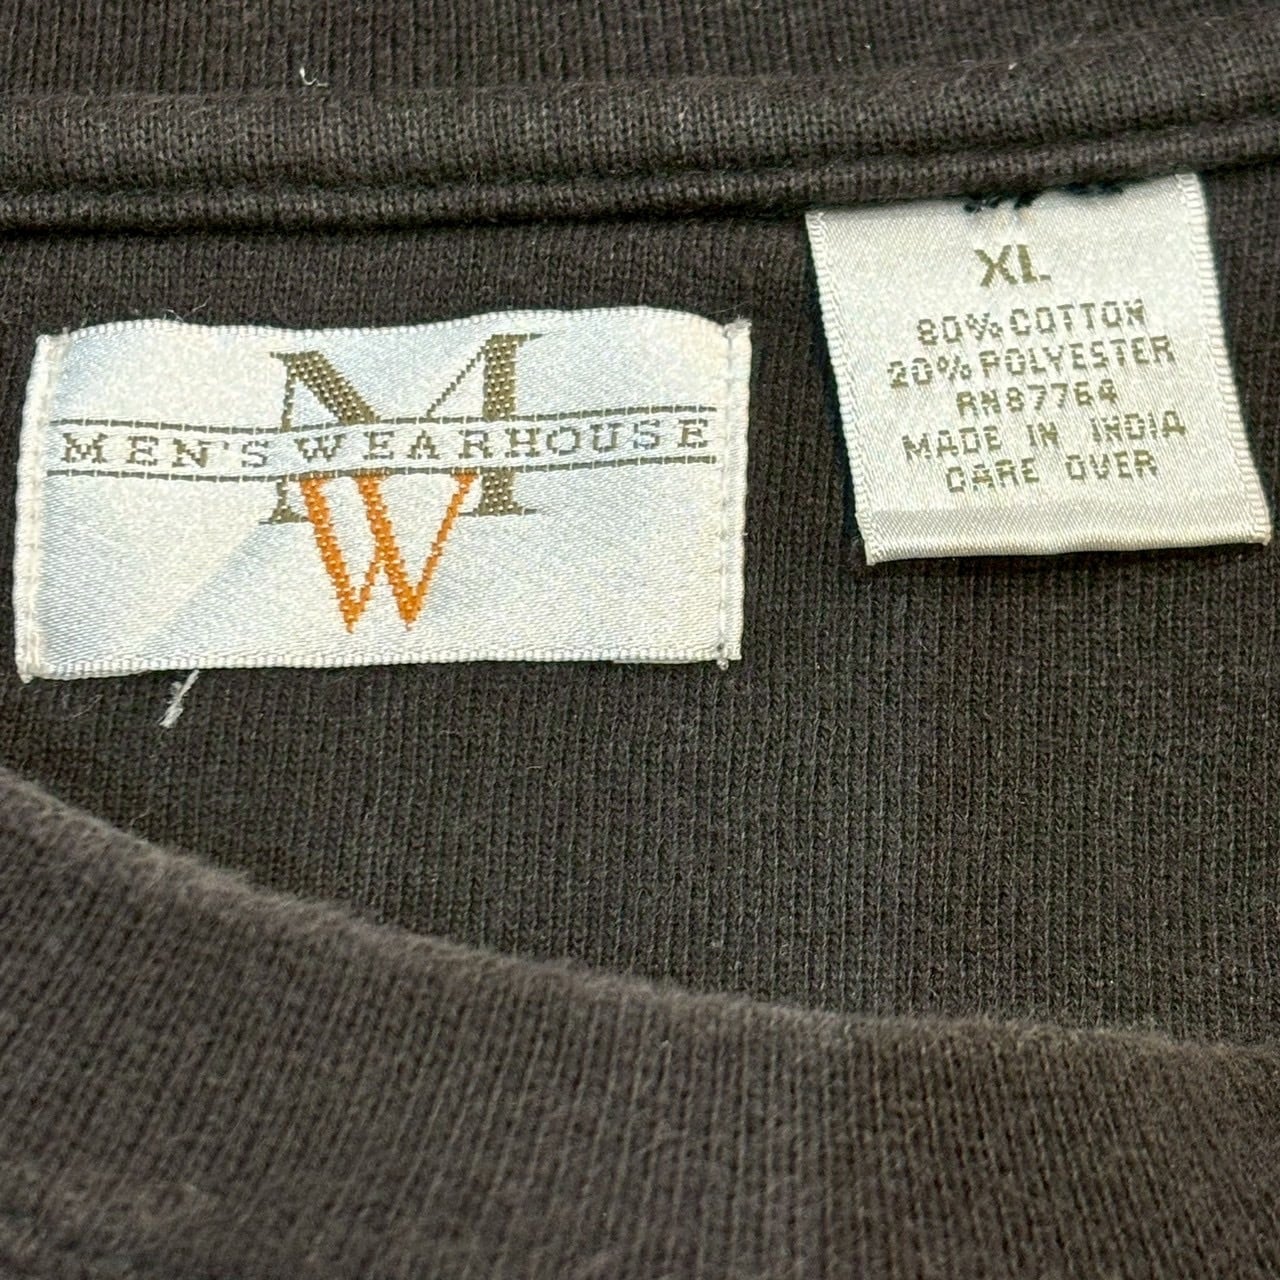 M
MEN'S WEARHOUSE
W
XL
80% COTTON
20% POLYESTER
RN87764
MADE IN INDIA
CARE OVER